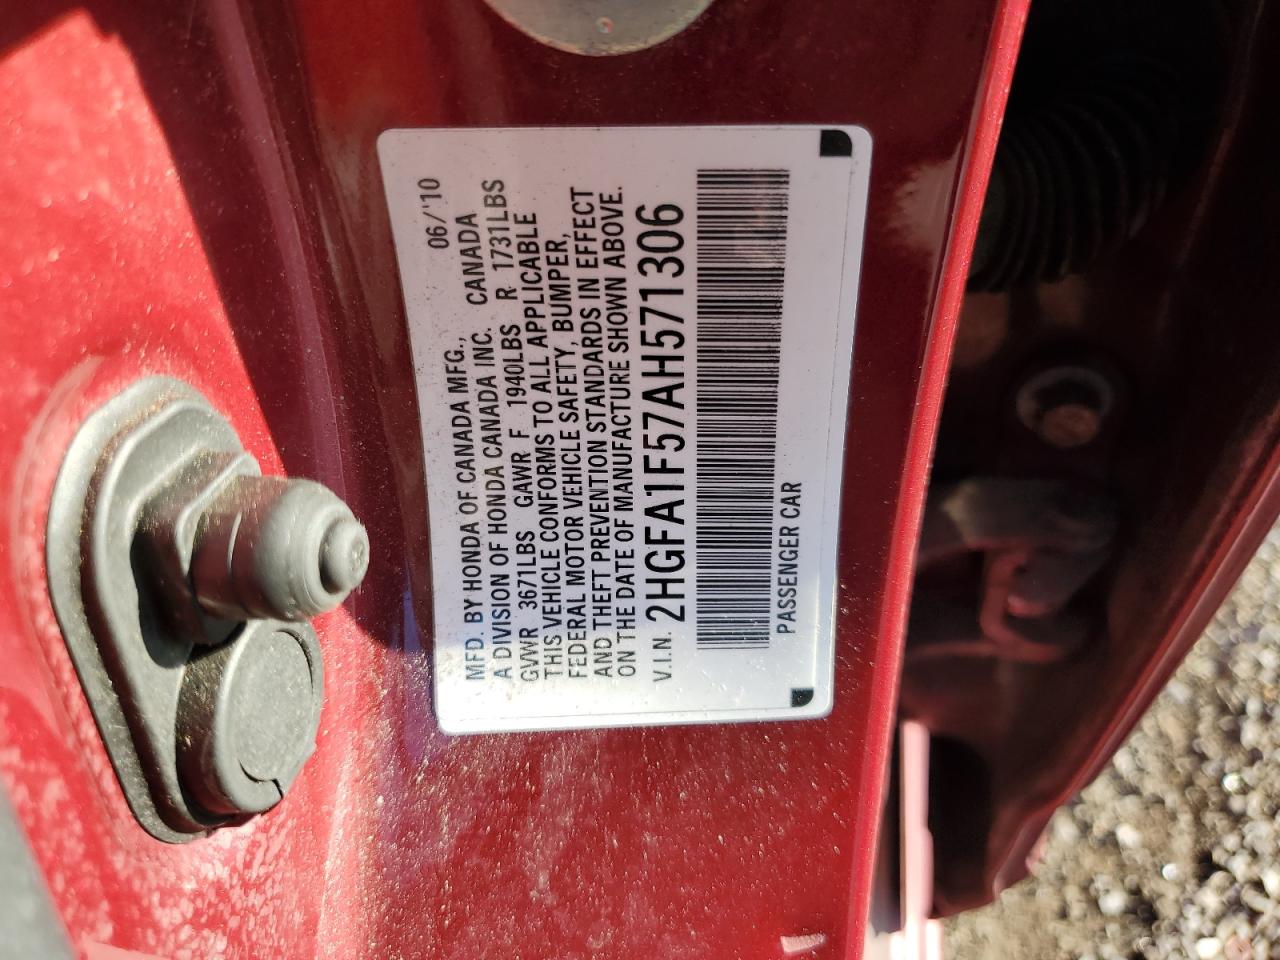 MFD. BY HONDA OF CANADA MFG., 06/'10
A DIVISION OF HONDA CANADA INC. CANADA
GVWR 3671LBS GAWR F 1940LBS R 1731LBS
THIS VEHICLE CONFORMS TO ALL APPLICABLE
FEDERAL MOTOR VEHICLE SAFETY, BUMPER,
AND THEFT PREVENTION STANDARDS IN EFFECT
ON THE DATE OF MANUFACTURE SHOWN ABOVE.
V.I.N. 2HGFA1F57AH571306
PASSENGER CAR